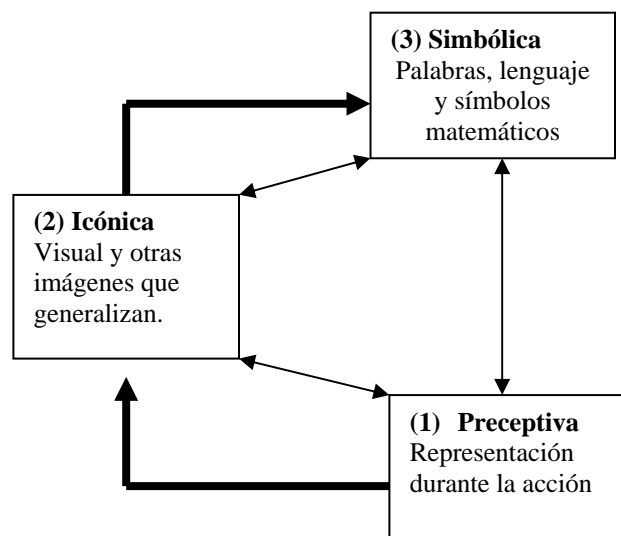 (3) Simbólica
Palabras, lenguaje
y símbolos
matemáticos
(2) Icónica
Visual y otras
imágenes que
generalizan.
(1) Preceptiva
Representación
durante la acción